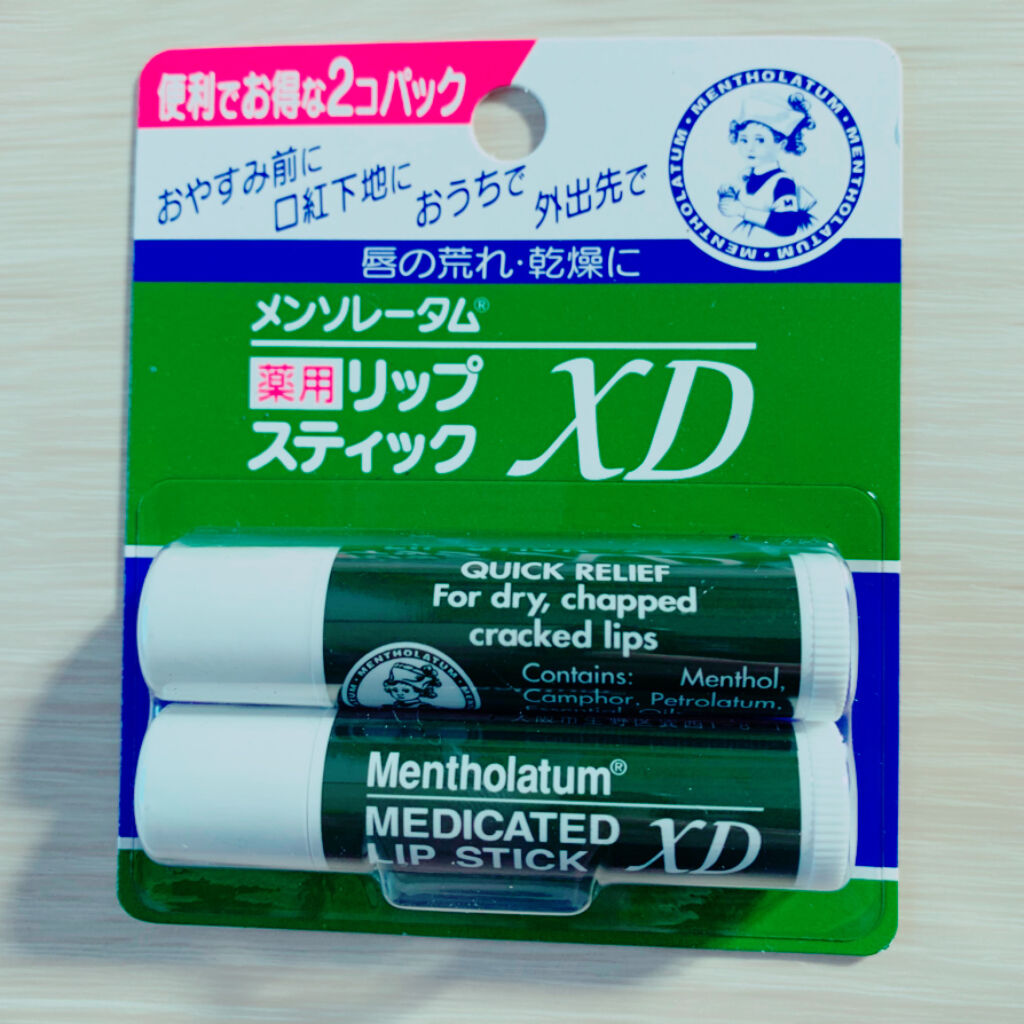 便利でお得な2コパック
おやすみ前に
口紅下地に
おうちで
外出先で
MENTHOLATUM・MENTHOLATUM・MENTHOLATUM・MENTHOLATUM・
唇の荒れ・乾燥に
メンソレータム®
薬用リップ
スティック XD
QUICK RELIEF
For dry, chapped
cracked lips
Contains: Menthol,
Camphor, Petrolatum,
MENTHOLATUM
Mentholatum®
MEDICATED
LIP STICK XD